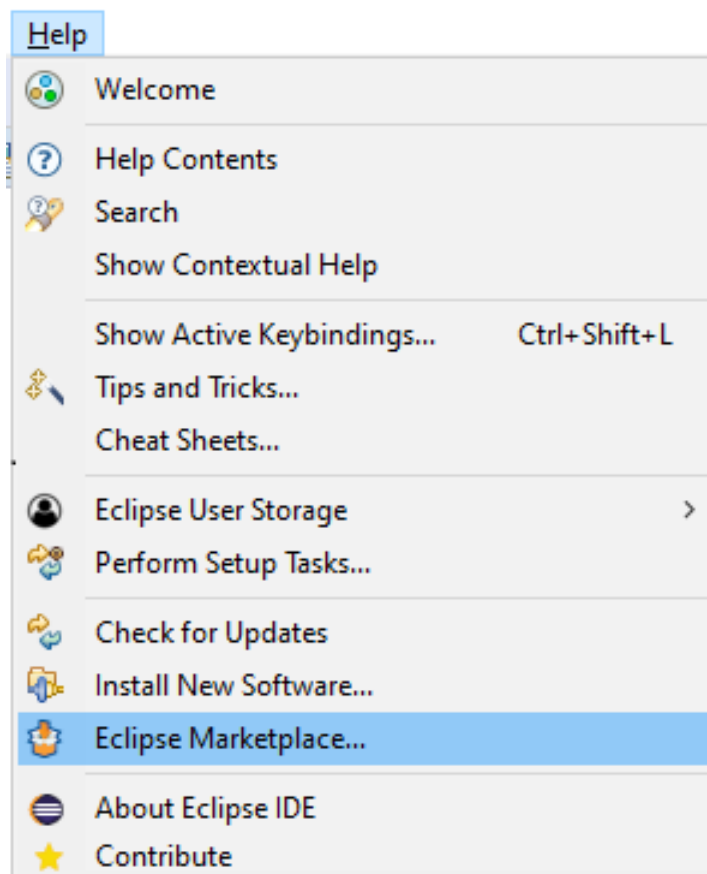 Help
Welcome
Help Contents
Search
Show Contextual Help
Show Active Keybindings... Ctrl+Shift+L
Tips and Tricks...
Cheat Sheets...
Eclipse User Storage
Perform Setup Tasks...
Check for Updates
Install New Software...
Eclipse Marketplace...
About Eclipse IDE
Contribute